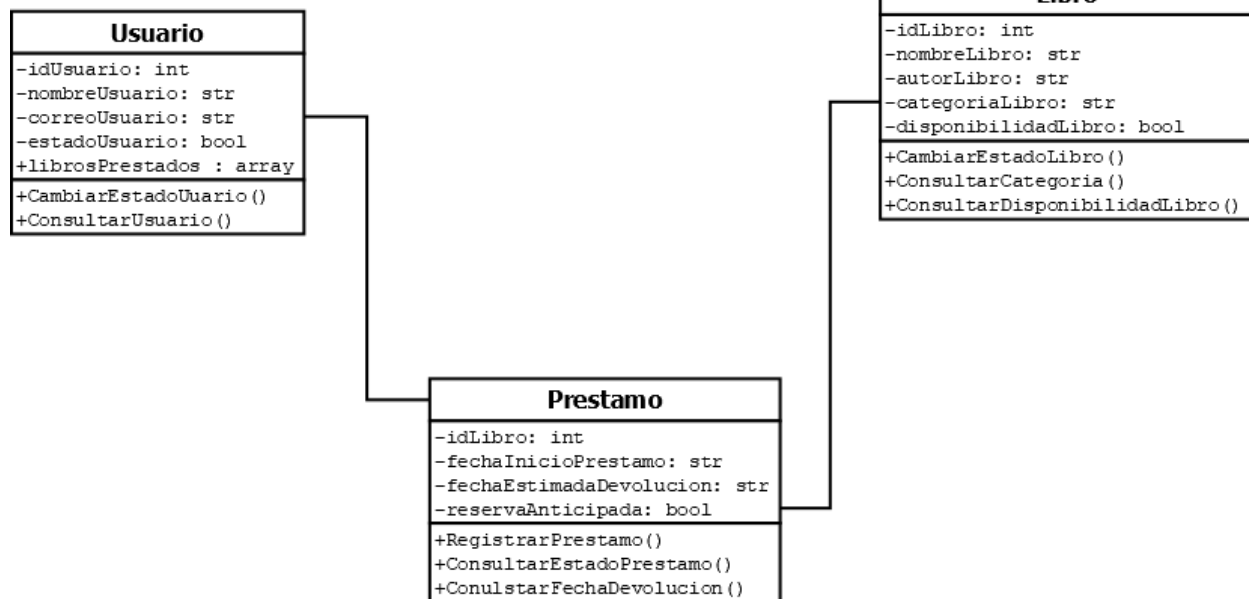 Usuario
-idUsuario: int
-nombreUsuario: str
-correoUsuario: str
-estadoUsuario: bool
+librosPrestados : array
+CambiarEstadoUuario()
+ConsultarUsuario()
Libro
-idLibro: int
-nombreLibro: str
-autorLibro: str
-categoriaLibro: str
-disponibilidadLibro: bool
+CambiarEstadoLibro()
+ConsultarCategoria()
+ConsultarDisponibilidadLibro()
Prestamo
-idLibro: int
-fechaInicioPrestamo: str
-fechaEstimadaDevolucion: str
-reservaAnticipada: bool
+RegistrarPrestamo()
+ConsultarEstadoPrestamo()
+ConulstarFechaDevolucion()